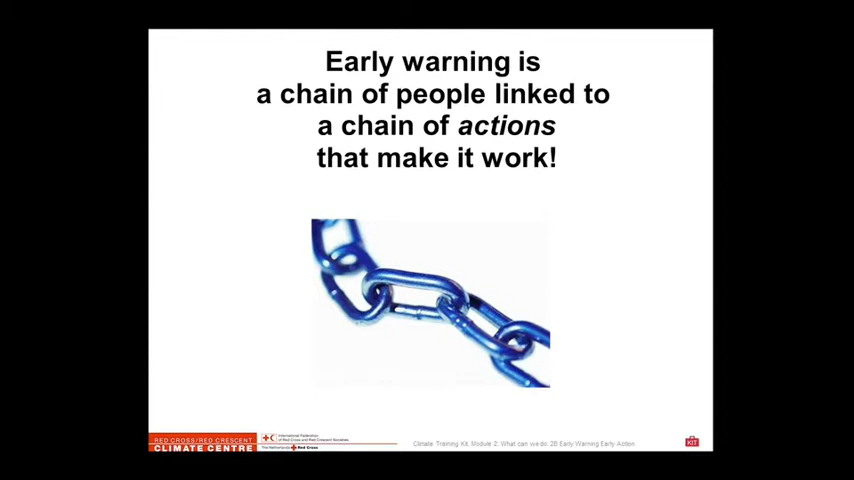 Early warning is
a chain of people linked to
a chain of actions
that make it work!
RED CROSS/RED CRESCENT
CLIMATE CENTRE
International Federation
of Red Cross and Red Crescent Societies
The Netherlands Red Cross
Climate Training Kit. Module 2: What can we do. 2B Early Warning Early Action
KIT